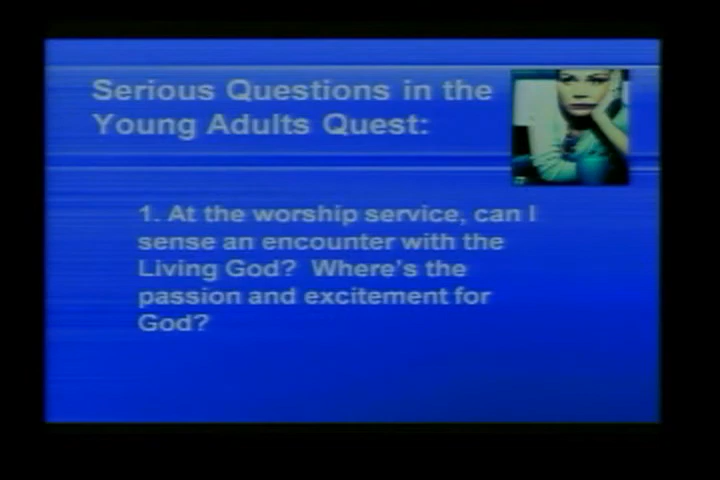 Serious Questions in the
Young Adults Quest:
1. At the worship service, can I
sense an encounter with the
Living God? Where's the
passion and excitement for
God?